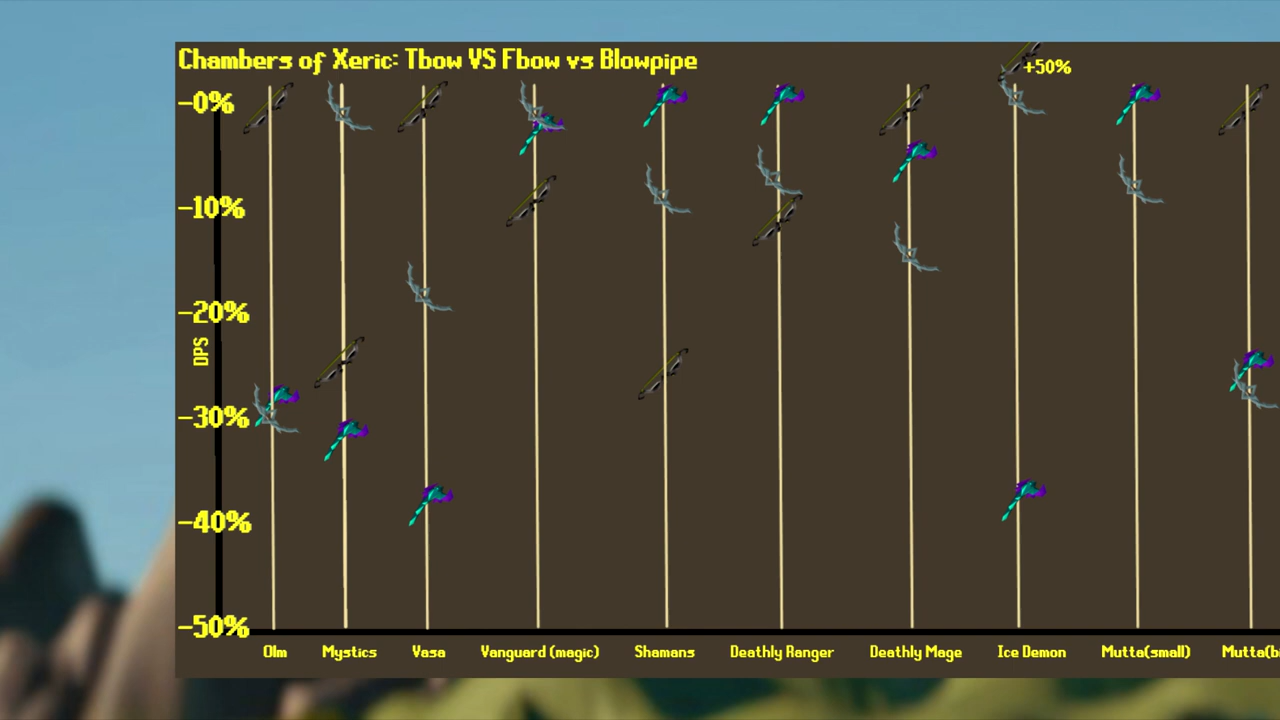 Chambers of Xeric: Tbow VS Fbow vs Blowpipe
+50%
-0%
-10%
-20%
DPS
-30%
-40%
-50%
Olm Mystics Vasa Vanguard (magic) Shamans Deathly Ranger Deathly Mage Ice Demon Mutta(small) Mutta(b